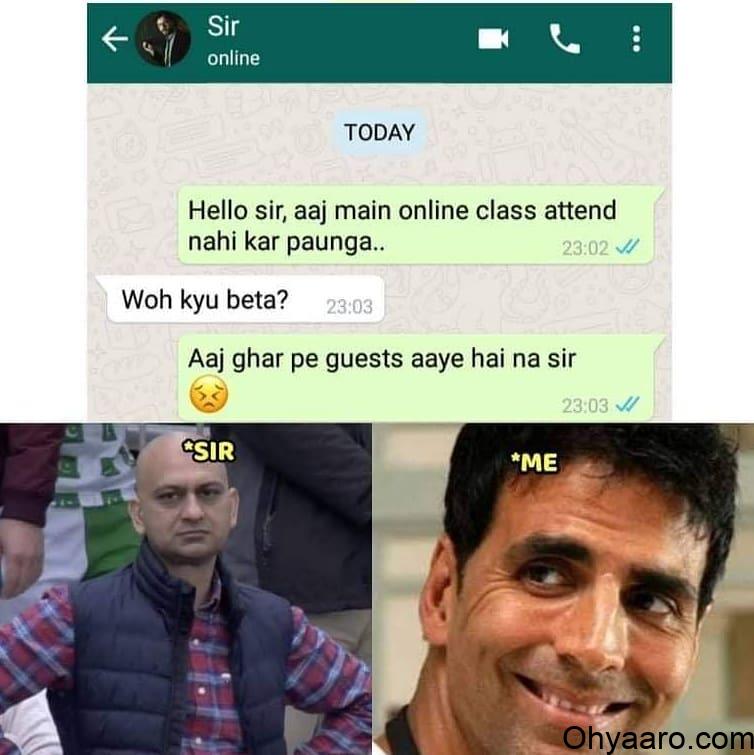 Sir
online
TODAY
Hello sir, aaj main online class attend
nahi kar paunga..
23:02
Woh kyu beta?
23:03
Aaj ghar pe guests aaye hai na sir
😣
23:03
*SIR
*ME
Ohyaaro.com